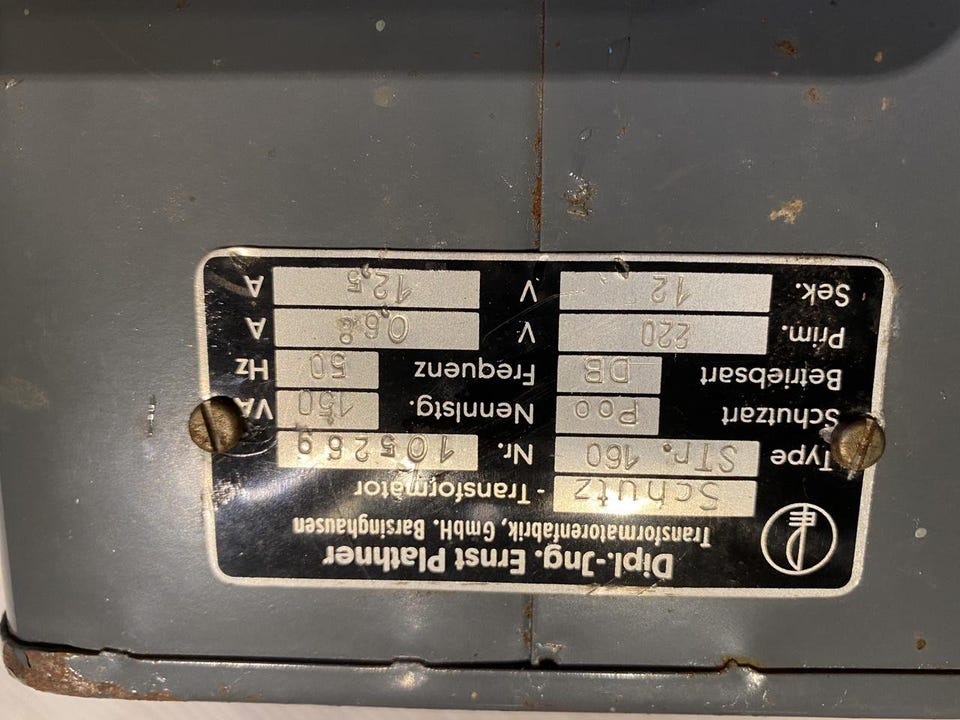 Dipl.-Jng. Ernst Plathner
Transformatorenfabrik, GmbH. Barsinghausen
Schutz - Transformator
Type STr. 160 Nr. 105269
Schutzart Poo Nennlstg. 150 VA
Betriebsart DB Frequenz 50 Hz
Prim. 220 V 0,68 A
Sek. 12 V 12,5 A